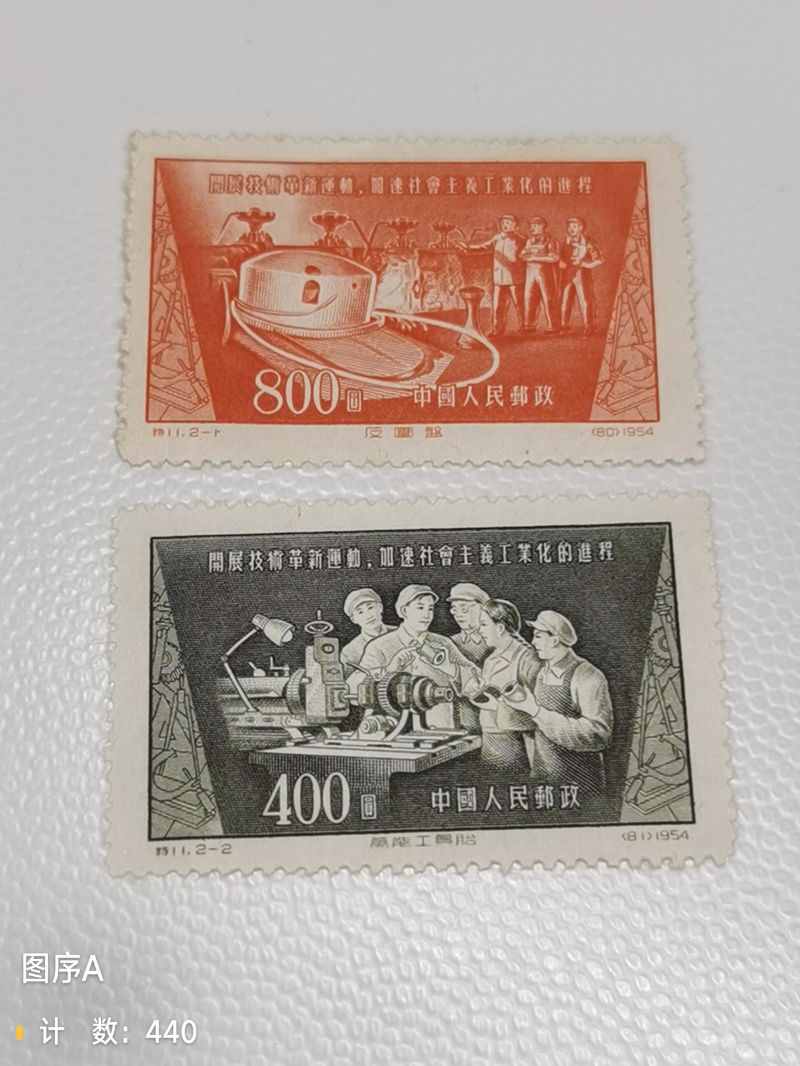 開展技術革新運動，加速社會主義工業化的進程
800圓 中國人民郵政
特11.2-1 反圍盤 (80)1954
開展技術革新運動，加速社會主義工業化的進程
400圓 中國人民郵政
特11.2-2 萬能工具胎 (81)1954
图序A
计 数: 440